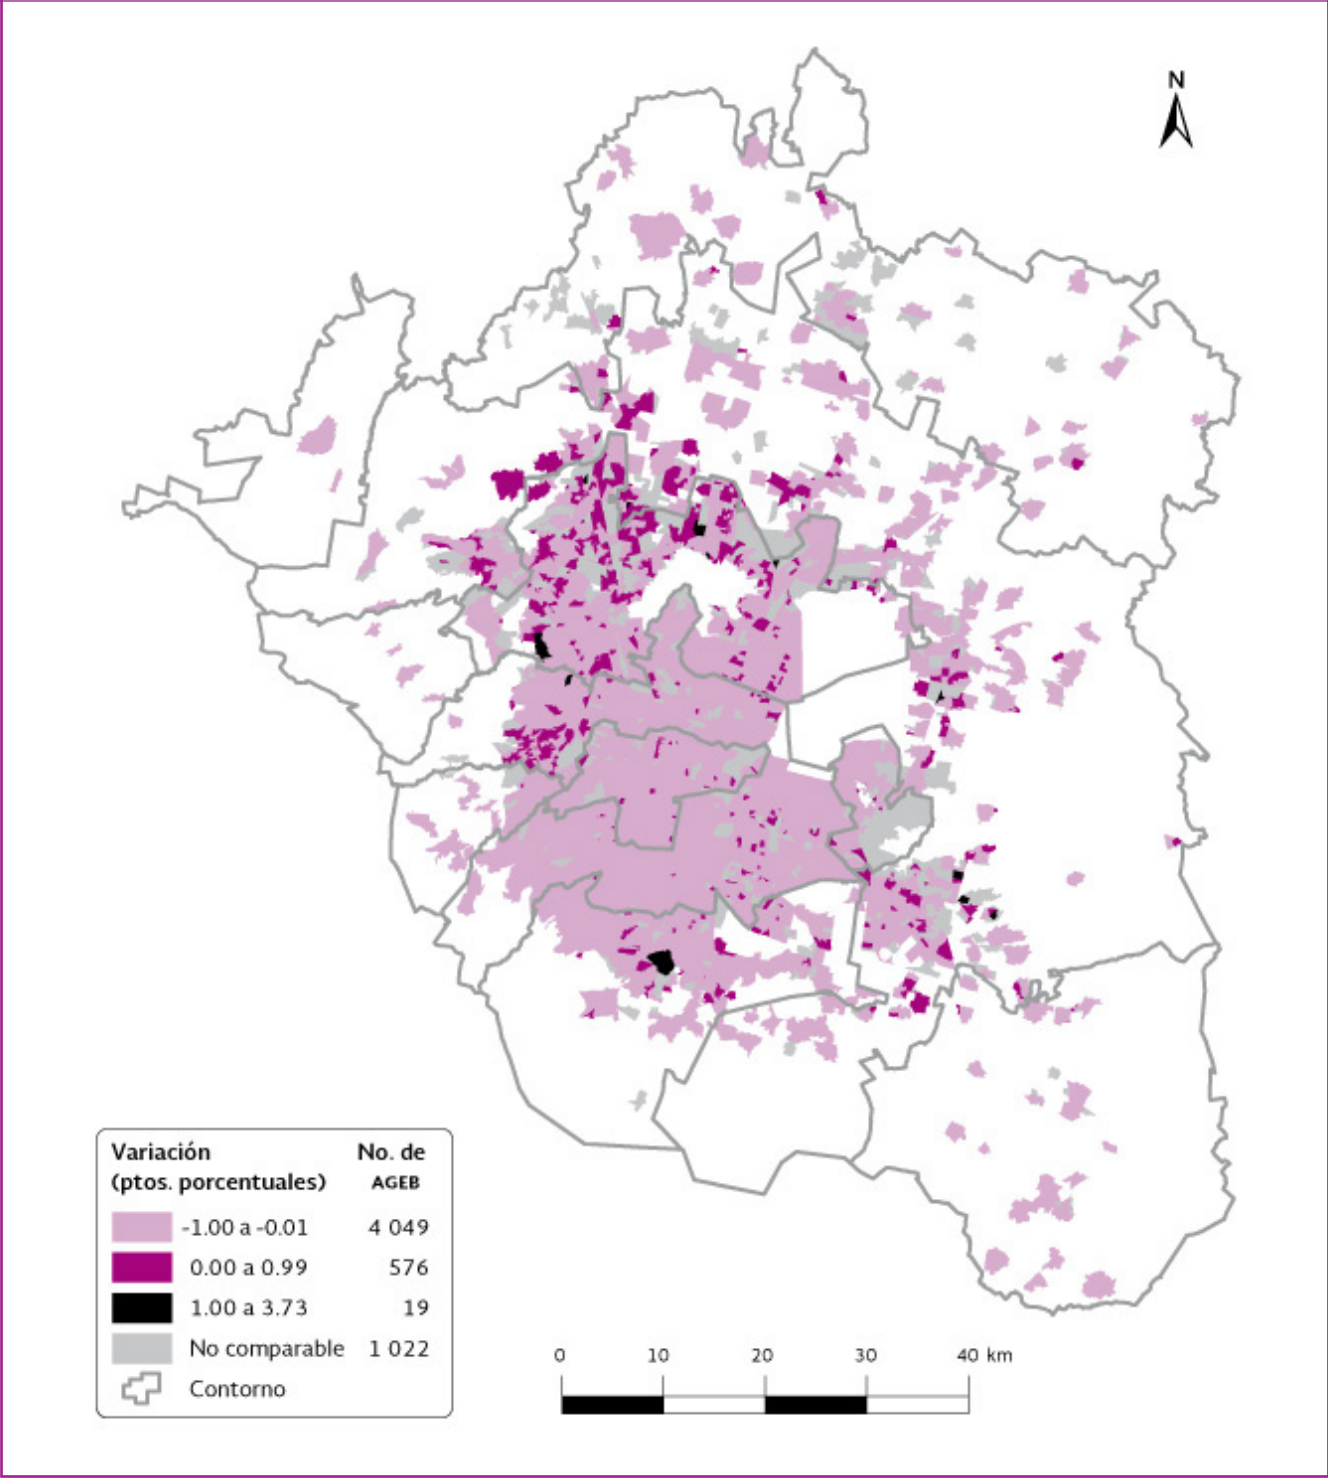 N
Variación No. de
(ptos. porcentuales) AGEB
-1.00 a -0.01 4 049
0.00 a 0.99 576
1.00 a 3.73 19
No comparable 1 022
Contorno
0 10 20 30 40 km